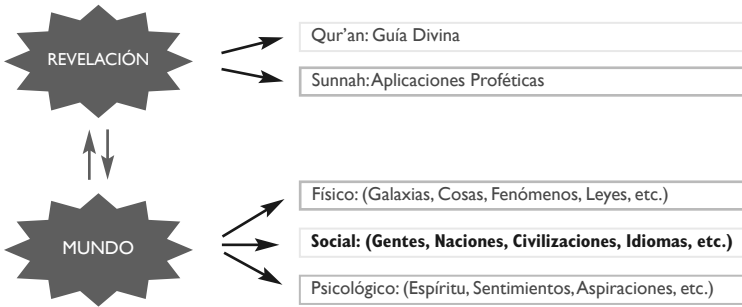 REVELACIÓN
Qur’an: Guía Divina
Sunnah: Aplicaciones Proféticas
MUNDO
Físico: (Galaxias, Cosas, Fenómenos, Leyes, etc.)
Social: (Gentes, Naciones, Civilizaciones, Idiomas, etc.)
Psicológico: (Espíritu, Sentimientos, Aspiraciones, etc.)